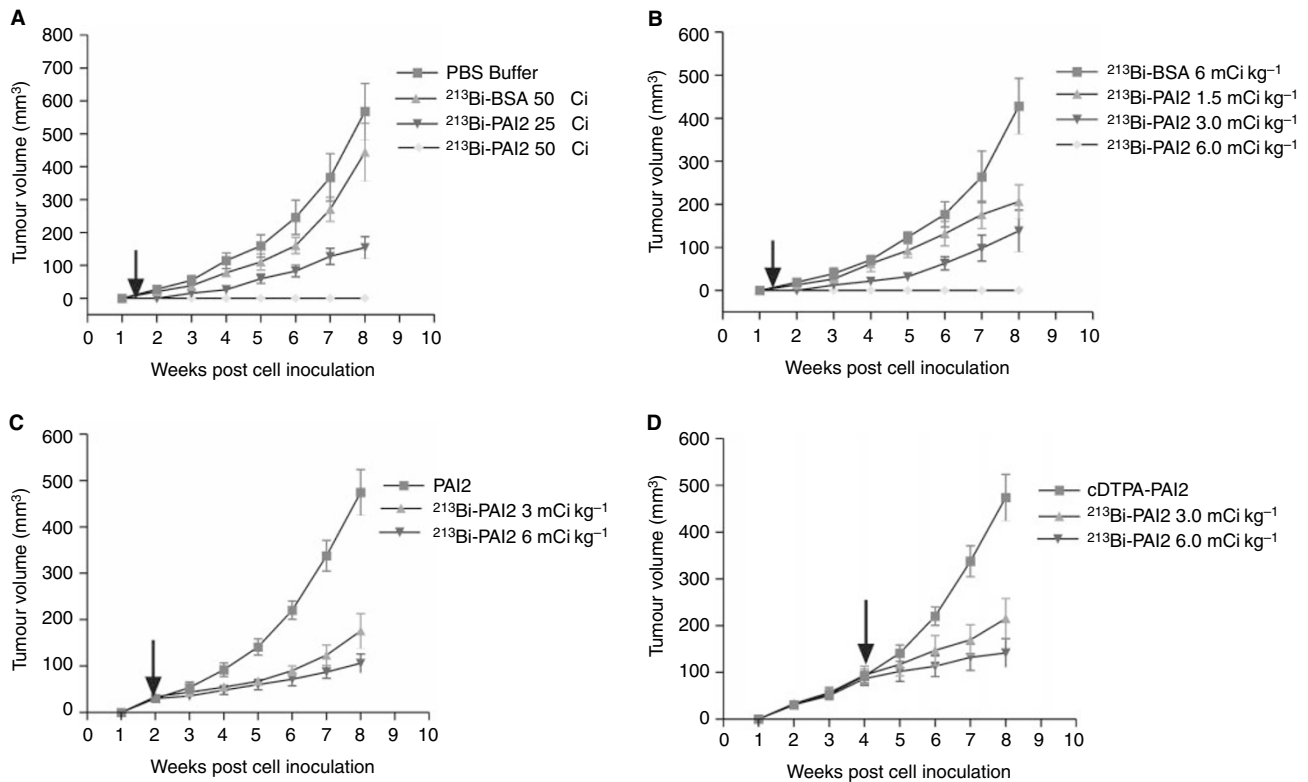 A
800
700
600
500
400
300
200
100
0
Tumour volume (mm³)
PBS Buffer
²¹³Bi-BSA 50 Ci
²¹³Bi-PAI2 25 Ci
²¹³Bi-PAI2 50 Ci
0 1 2 3 4 5 6 7 8 9 10
Weeks post cell inoculation
B
600
500
400
300
200
100
0
Tumour volume (mm³)
²¹³Bi-BSA 6 mCi kg⁻¹
²¹³Bi-PAI2 1.5 mCi kg⁻¹
²¹³Bi-PAI2 3.0 mCi kg⁻¹
²¹³Bi-PAI2 6.0 mCi kg⁻¹
0 1 2 3 4 5 6 7 8 9 10
Weeks post cell inoculation
C
600
500
400
300
200
100
0
Tumour volume (mm³)
PAI2
²¹³Bi-PAI2 3 mCi kg⁻¹
²¹³Bi-PAI2 6 mCi kg⁻¹
0 1 2 3 4 5 6 7 8 9 10
Weeks post cell inoculation
D
600
500
400
300
200
100
0
Tumour volume (mm³)
cDTPA-PAI2
²¹³Bi-PAI2 3.0 mCi kg⁻¹
²¹³Bi-PAI2 6.0 mCi kg⁻¹
0 1 2 3 4 5 6 7 8 9 10
Weeks post cell inoculation